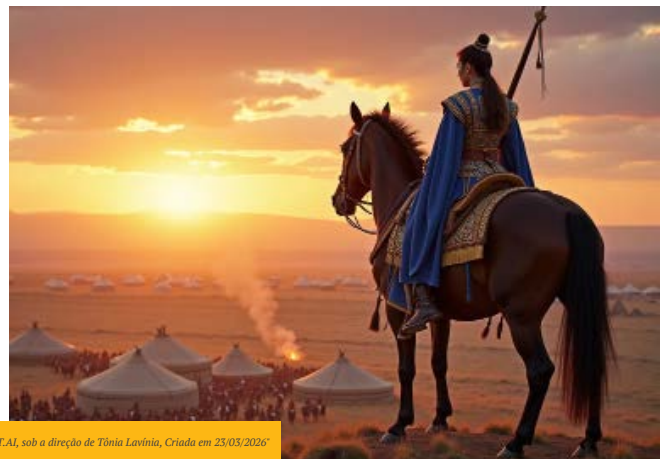 T.AI, sob a direção de Tônia Lavínia, Criada em 23/03/2026"